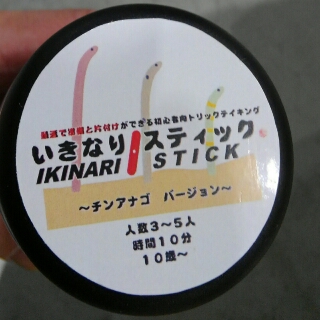 最速で準備と片付けができる初心者向トリックテイキング
いきなりスティック
IKINARI STICK
～チンアナゴ バージョン～
人数3～5人
時間10分
10歳～